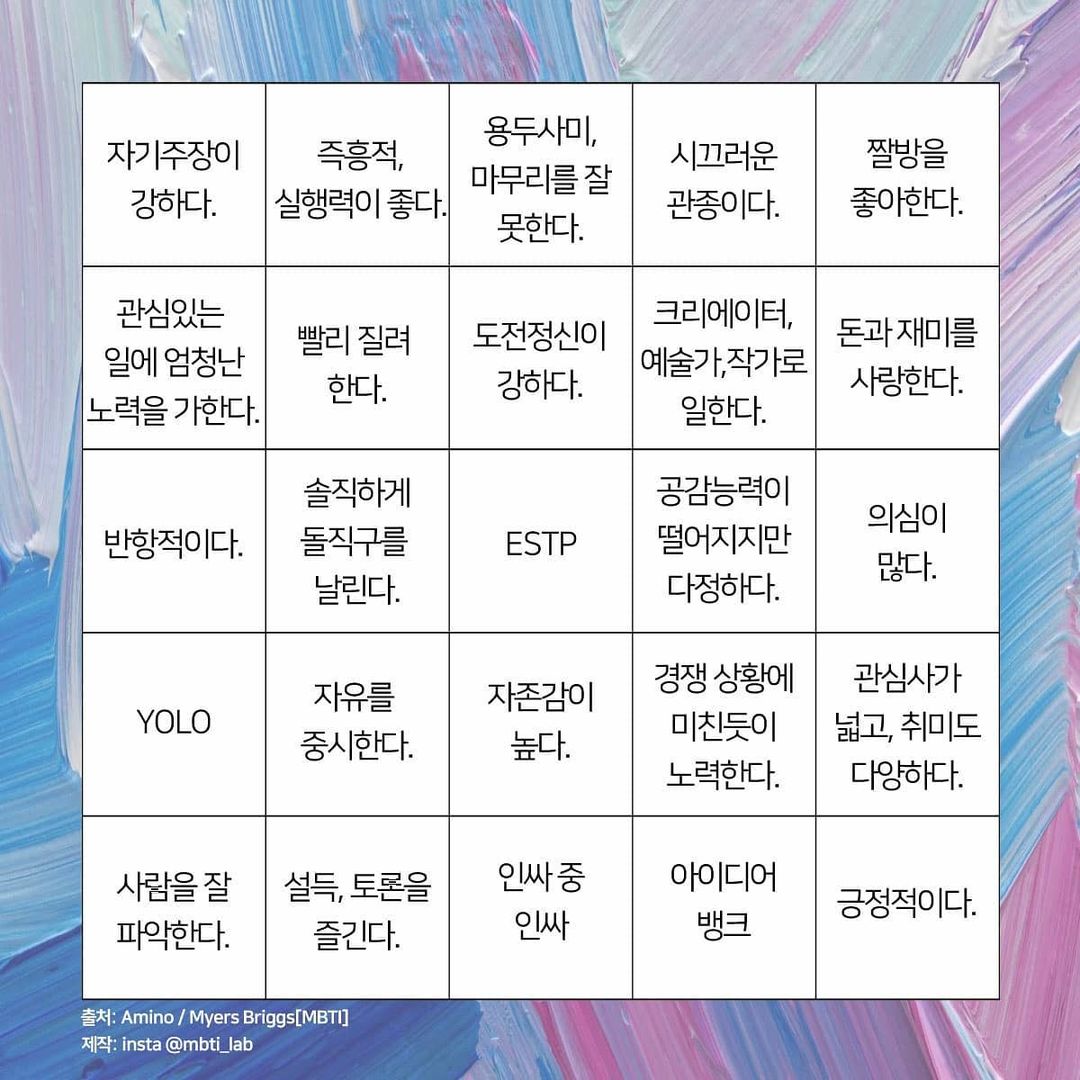 자기주장이
강하다.
즉흥적,
실행력이 좋다.
용두사미,
마무리를 잘
못한다.
시끄러운
관종이다.
짤방을
좋아한다.
관심있는
일에 엄청난
노력을 가한다.
빨리 질려
한다.
도전정신이
강하다.
크리에이터,
예술가,작가로
일한다.
돈과 재미를
사랑한다.
반항적이다.
솔직하게
돌직구를
날린다.
ESTP
공감능력이
떨어지지만
다정하다.
의심이
많다.
YOLO
자유를
중시한다.
자존감이
높다.
경쟁 상황에
미친듯이
노력한다.
관심사가
넓고, 취미도
다양하다.
사람을 잘
파악한다.
설득, 토론을
즐긴다.
인싸 중
인싸
아이디어
뱅크
긍정적이다.
출처: Amino / Myers Briggs[MBTI]
제작: insta @mbti_lab